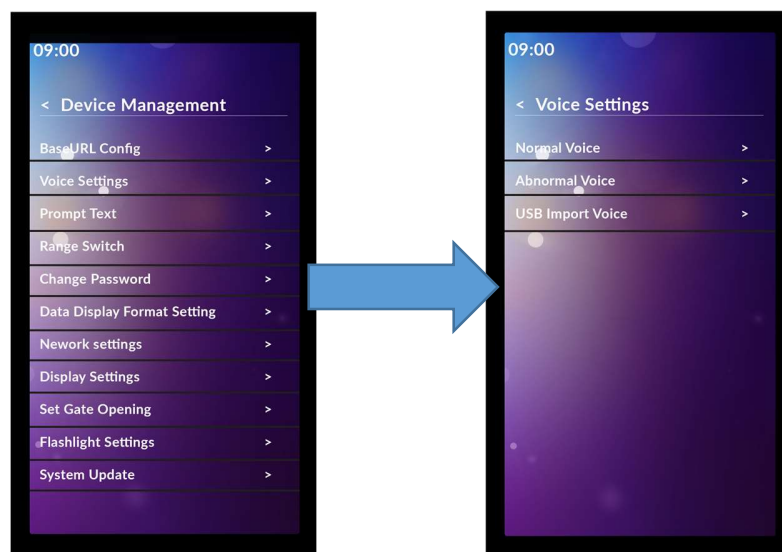 09:00
< Device Management
BaseURL Config >
Voice Settings >
Prompt Text >
Range Switch >
Change Password >
Data Display Format Setting >
Nework settings >
Display Settings >
Set Gate Opening >
Flashlight Settings >
System Update >
09:00
< Voice Settings
Normal Voice >
Abnormal Voice >
USB Import Voice >